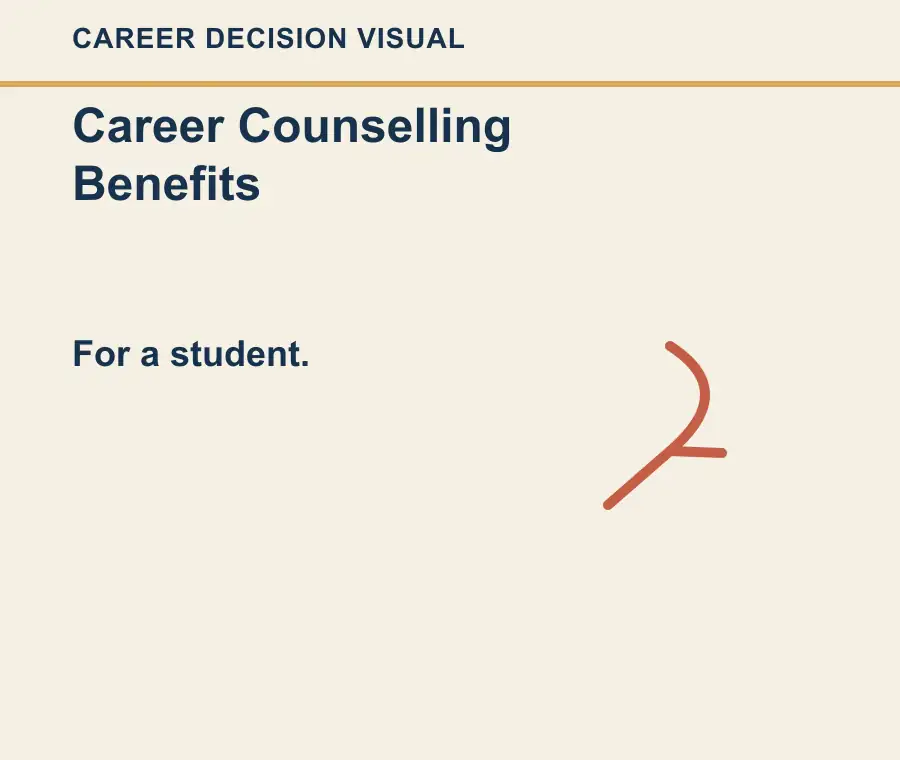 CAREER DECISION VISUAL
Career Counselling
Benefits
For a student.